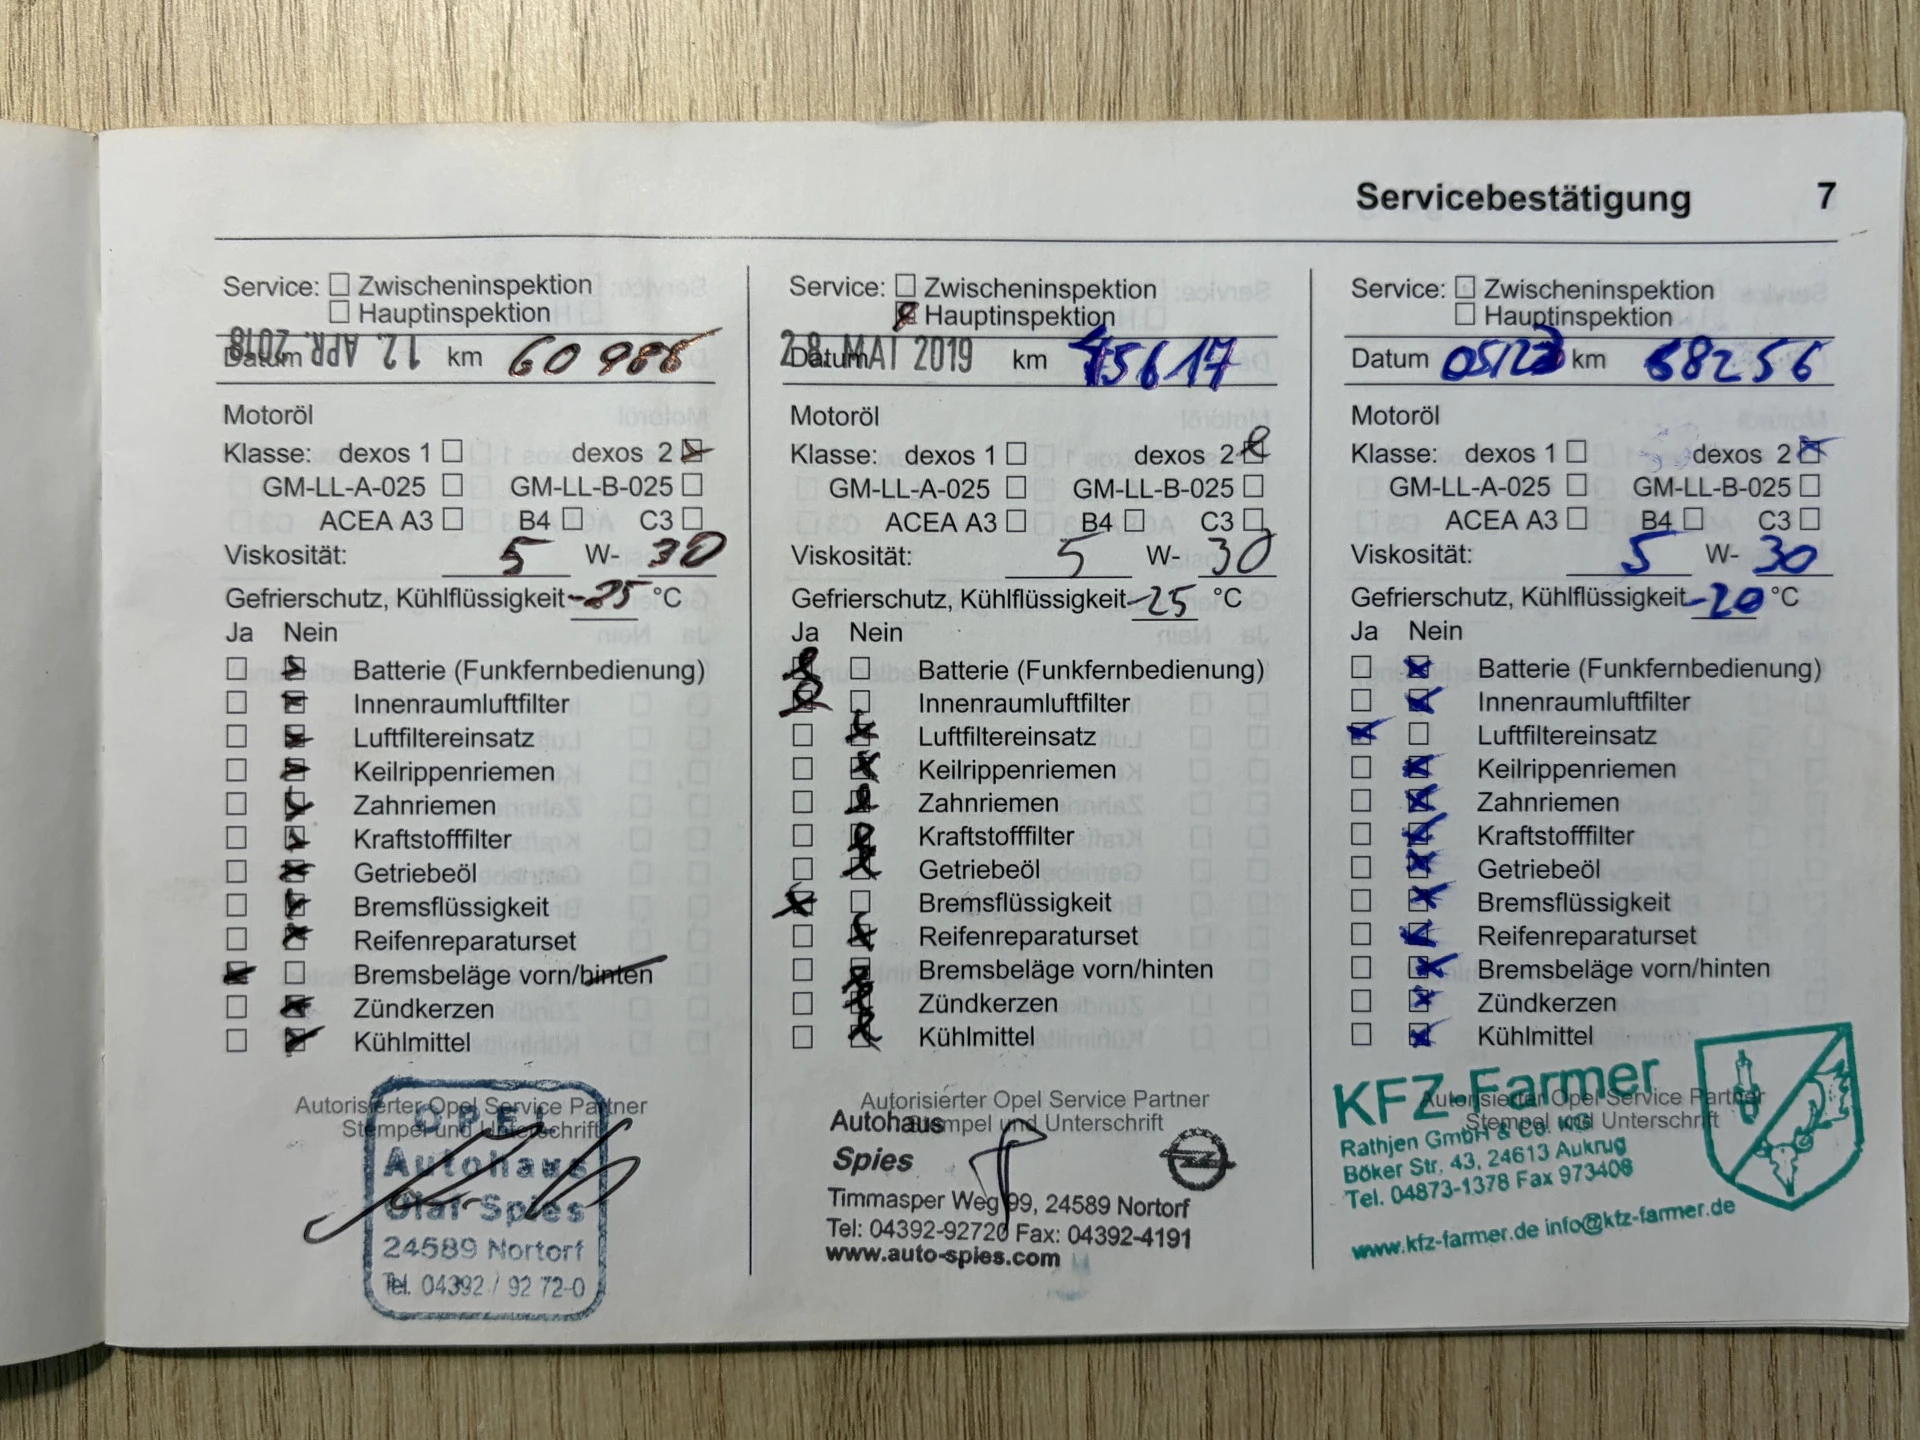 Servicebestätigung 7
Service: Zwischeninspektion
Hauptinspektion
Datum 12. APR. 2018 km 60 986
Motoröl
Klasse: dexos 1 dexos 2
GM-LL-A-025 GM-LL-B-025
ACEA A3 B4 C3
Viskosität: 5 W- 30
Gefrierschutz, Kühlflüssigkeit -25 °C
Ja Nein
Batterie (Funkfernbedienung)
Innenraumluftfilter
Luftfiltereinsatz
Keilrippenriemen
Zahnriemen
Kraftstofffilter
Getriebeöl
Bremsflüssigkeit
Reifenreparaturset
Bremsbeläge vorn/hinten
Zündkerzen
Kühlmittel
Autorisierter Opel Service Partner
Stempel und Unterschrift
OPEL
Autohaus
Olaf Spies
24589 Nortorf
Tel. 04392 / 92 72-0
Service: Zwischeninspektion
Hauptinspektion
Datum 28. MAI 2019 km 45617
Motoröl
Klasse: dexos 1 dexos 2
GM-LL-A-025 GM-LL-B-025
ACEA A3 B4 C3
Viskosität: 5 W- 30
Gefrierschutz, Kühlflüssigkeit -25 °C
Ja Nein
Batterie (Funkfernbedienung)
Innenraumluftfilter
Luftfiltereinsatz
Keilrippenriemen
Zahnriemen
Kraftstofffilter
Getriebeöl
Bremsflüssigkeit
Reifenreparaturset
Bremsbeläge vorn/hinten
Zündkerzen
Kühlmittel
Autorisierter Opel Service Partner
Stempel und Unterschrift
Autohaus
Spies
Timmasper Weg 99, 24589 Nortorf
Tel: 04392-92720 Fax: 04392-4191
www.auto-spies.com
Service: Zwischeninspektion
Hauptinspektion
Datum 05/23 km 68256
Motoröl
Klasse: dexos 1 dexos 2
GM-LL-A-025 GM-LL-B-025
ACEA A3 B4 C3
Viskosität: 5 W- 30
Gefrierschutz, Kühlflüssigkeit -20 °C
Ja Nein
Batterie (Funkfernbedienung)
Innenraumluftfilter
Luftfiltereinsatz
Keilrippenriemen
Zahnriemen
Kraftstofffilter
Getriebeöl
Bremsflüssigkeit
Reifenreparaturset
Bremsbeläge vorn/hinten
Zündkerzen
Kühlmittel
Autorisierter Opel Service Partner
Stempel und Unterschrift
KFZ-Farmer
Rathjen GmbH & Co. KG
Böker Str. 43, 24613 Aukrug
Tel. 04873-1378 Fax 973408
www.kfz-farmer.de info@kfz-farmer.de